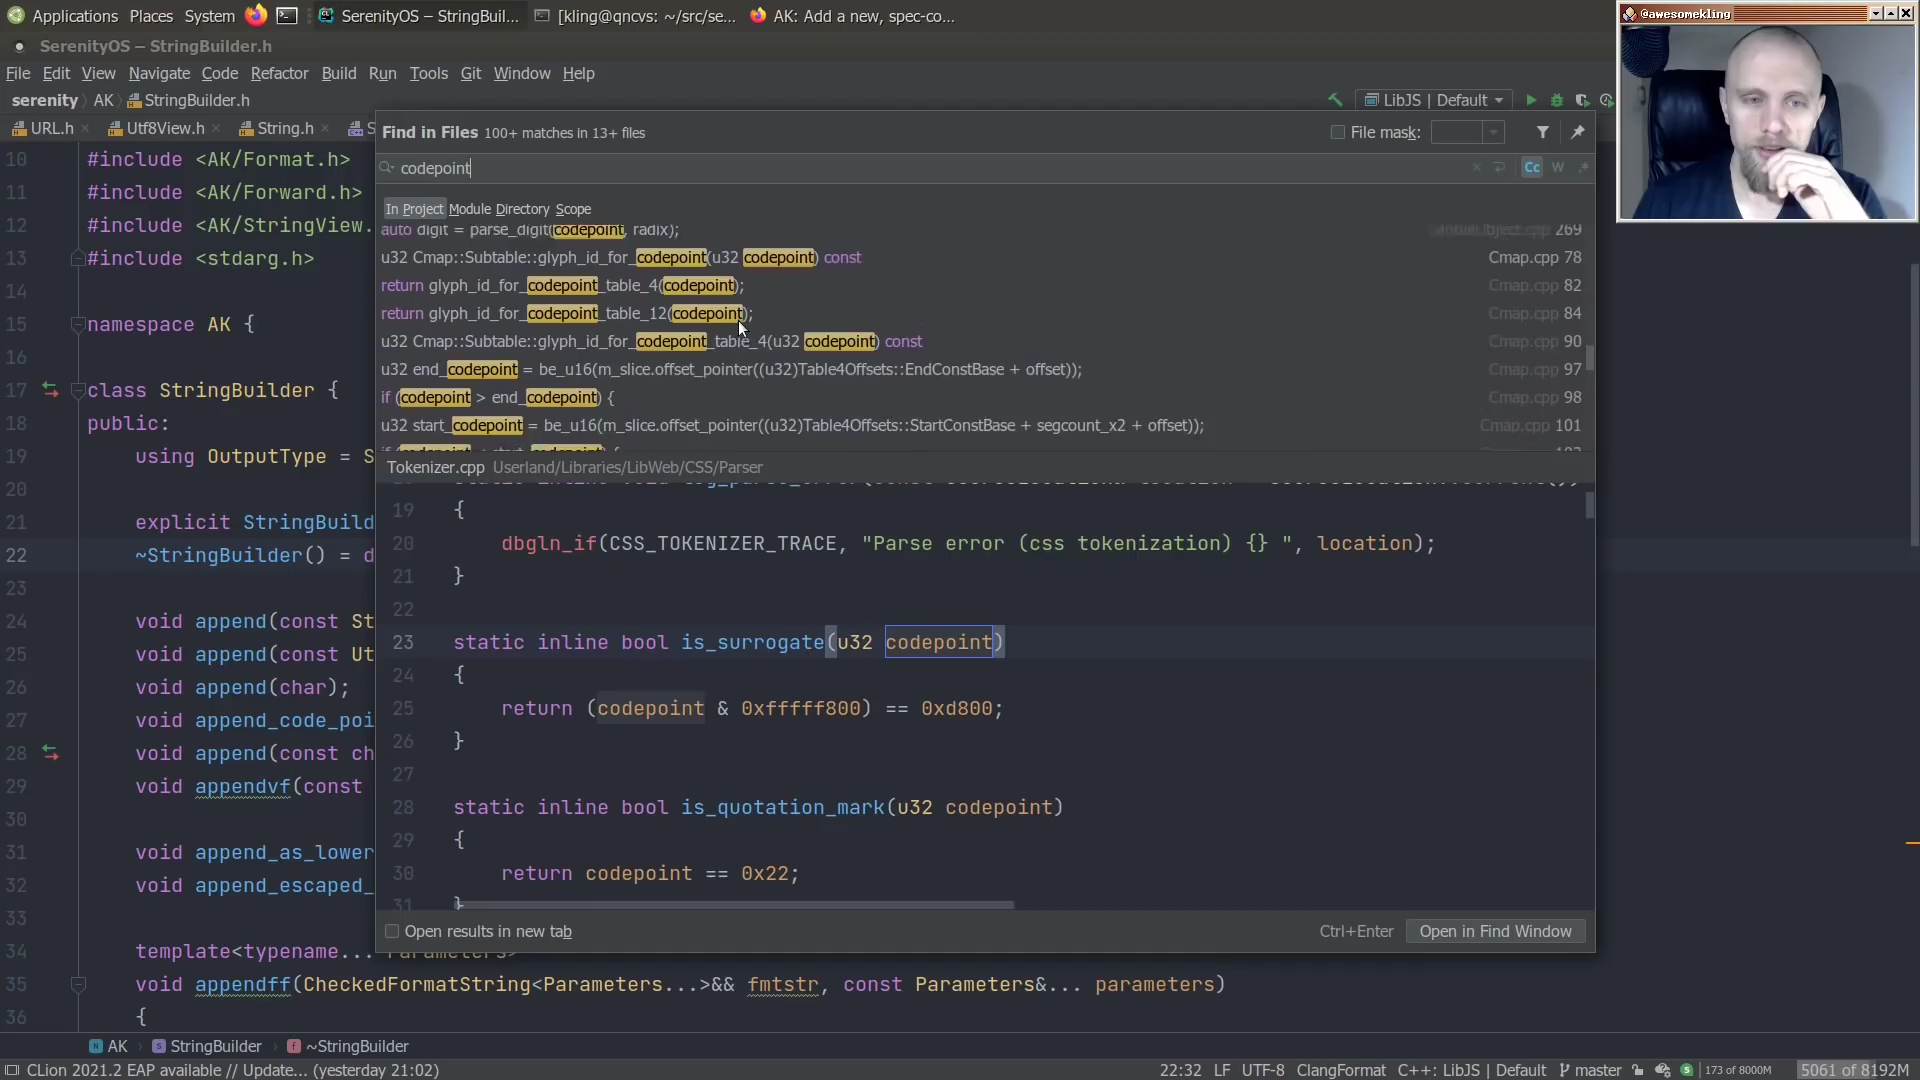 Applications Places System SerenityOS – StringBuil... [kling@qncvs: ~/src/se... AK: Add a new, spec-co...
@awesomekling
SerenityOS – StringBuilder.h
File Edit View Navigate Code Refactor Build Run Tools Git Window Help
serenity AK StringBuilder.h LibJS | Default
URL.h Utf8View.h String.h S
Find in Files 100+ matches in 13+ files File mask:
codepoint Cc W .*
In Project Module Directory Scope
auto digit = parse_digit(codepoint, radix); 269
u32 Cmap::Subtable::glyph_id_for_codepoint(u32 codepoint) const Cmap.cpp 78
return glyph_id_for_codepoint_table_4(codepoint); Cmap.cpp 82
return glyph_id_for_codepoint_table_12(codepoint); Cmap.cpp 84
u32 Cmap::Subtable::glyph_id_for_codepoint_table_4(u32 codepoint) const Cmap.cpp 90
u32 end_codepoint = be_u16(m_slice.offset_pointer((u32)Table4Offsets::EndConstBase + offset)); Cmap.cpp 97
if (codepoint > end_codepoint) { Cmap.cpp 98
u32 start_codepoint = be_u16(m_slice.offset_pointer((u32)Table4Offsets::StartConstBase + segcount_x2 + offset)); Cmap.cpp 101
Tokenizer.cpp Userland/Libraries/LibWeb/CSS/Parser
19 {
20 dbgln_if(CSS_TOKENIZER_TRACE, "Parse error (css tokenization) {} ", location);
21 }
22
23 static inline bool is_surrogate(u32 codepoint)
24 {
25 return (codepoint & 0xfffff800) == 0xd800;
26 }
27
28 static inline bool is_quotation_mark(u32 codepoint)
29 {
30 return codepoint == 0x22;
31 }
Open results in new tab Ctrl+Enter Open in Find Window
10 #include <AK/Format.h>
11 #include <AK/Forward.h>
12 #include <AK/StringView.
13 #include <stdarg.h>
14
15 namespace AK {
16
17 class StringBuilder {
18 public:
19 using OutputType = S
20
21 explicit StringBuild
22 ~StringBuilder() = d
23
24 void append(const St
25 void append(const Ut
26 void append(char);
27 void append_code_poi
28 void append(const ch
29 void appendvf(const
30
31 void append_as_lower
32 void append_escaped_
33
34 template<typename... Parameters>
35 void appendff(CheckedFormatString<Parameters...>&& fmtstr, const Parameters&... parameters)
36 {
AK StringBuilder ~StringBuilder
CLion 2021.2 EAP available // Update... (yesterday 21:02) 22:32 LF UTF-8 ClangFormat C++: LibJS | Default master 173 of 8000M 5061 of 8192M